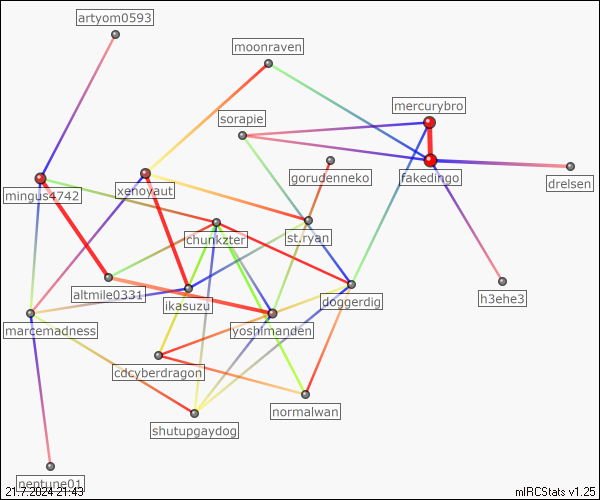 artyom0593
moonraven
mercurybro
sorapie
gorudenneko
fakedingo
drelsen
mingus4742
xenoyaut
chunkzter
st.ryan
altmile0331
ikasuzu
doggerdig
h3ehe3
marcemadness
yoshimanden
cdcyberdragon
normalwan
shutupgaydog
neptune01
21.7.2024 21:43
mIRCStats v1.25